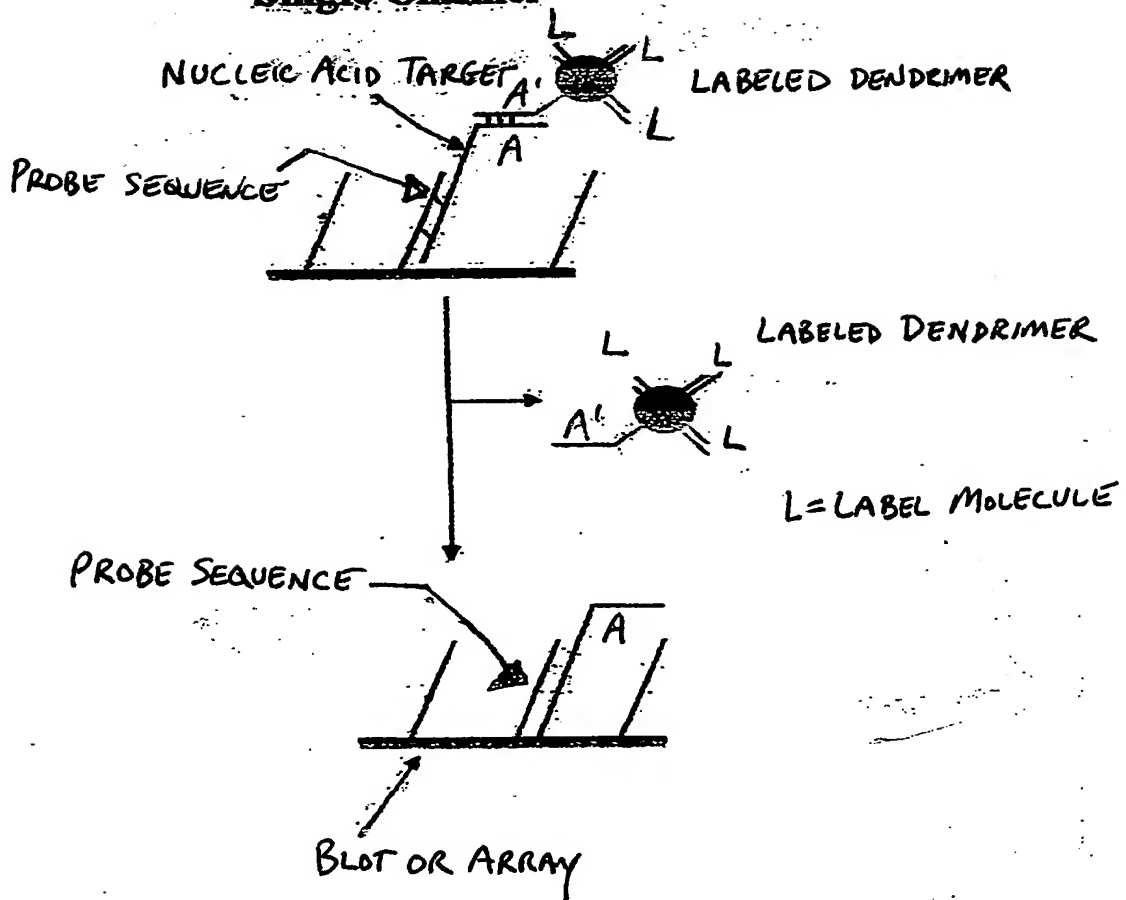 NUCLEIC ACID TARGET
L
L
A'
LABELED DENDRIMER
L
A
PROBE SEQUENCE
LABELED DENDRIMER
L
L
A'
L
L=LABEL MOLECULE
PROBE SEQUENCE
A
BLOT OR ARRAY